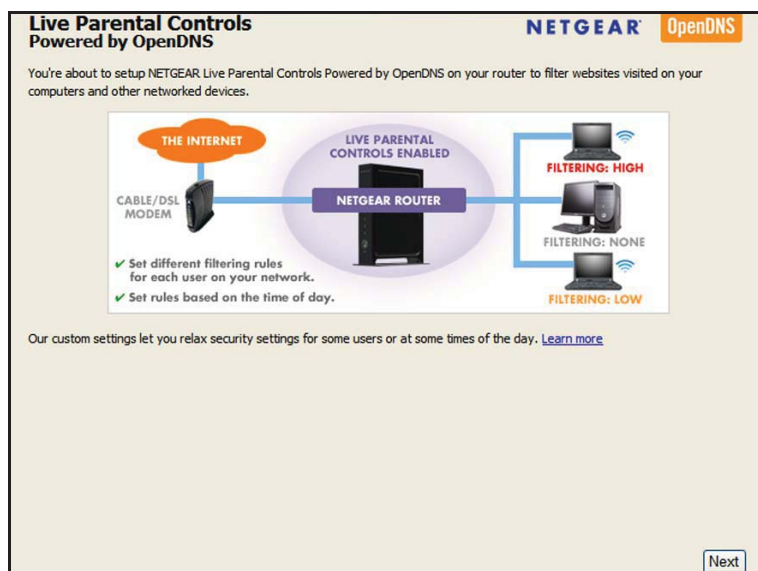 Live Parental Controls
Powered by OpenDNS
NETGEAR
OpenDNS
You're about to setup NETGEAR Live Parental Controls Powered by OpenDNS on your router to filter websites visited on your
computers and other networked devices.
THE INTERNET
LIVE PARENTAL
CONTROLS ENABLED
FILTERING: HIGH
CABLE/DSL
MODEM
NETGEAR ROUTER
FILTERING: NONE
✓ Set different filtering rules
for each user on your network.
✓ Set rules based on the time of day.
FILTERING: LOW
Our custom settings let you relax security settings for some users or at some times of the day. Learn more
Next